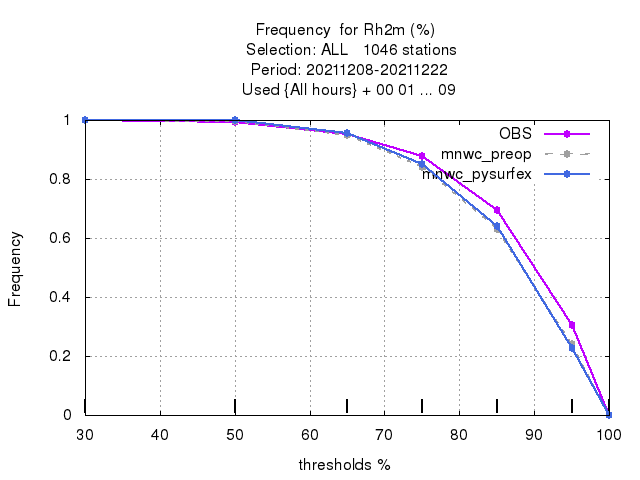 Frequency  for Rh2m (%)
Selection: ALL   1046 stations
Period: 20211208-20211222
Used {All hours} + 00 01 ... 09
OBS
mnwc_preop
mnwc_pysurfex
Frequency
1
0.8
0.6
0.4
0.2
0
30 40 50 60 70 80 90 100
thresholds %